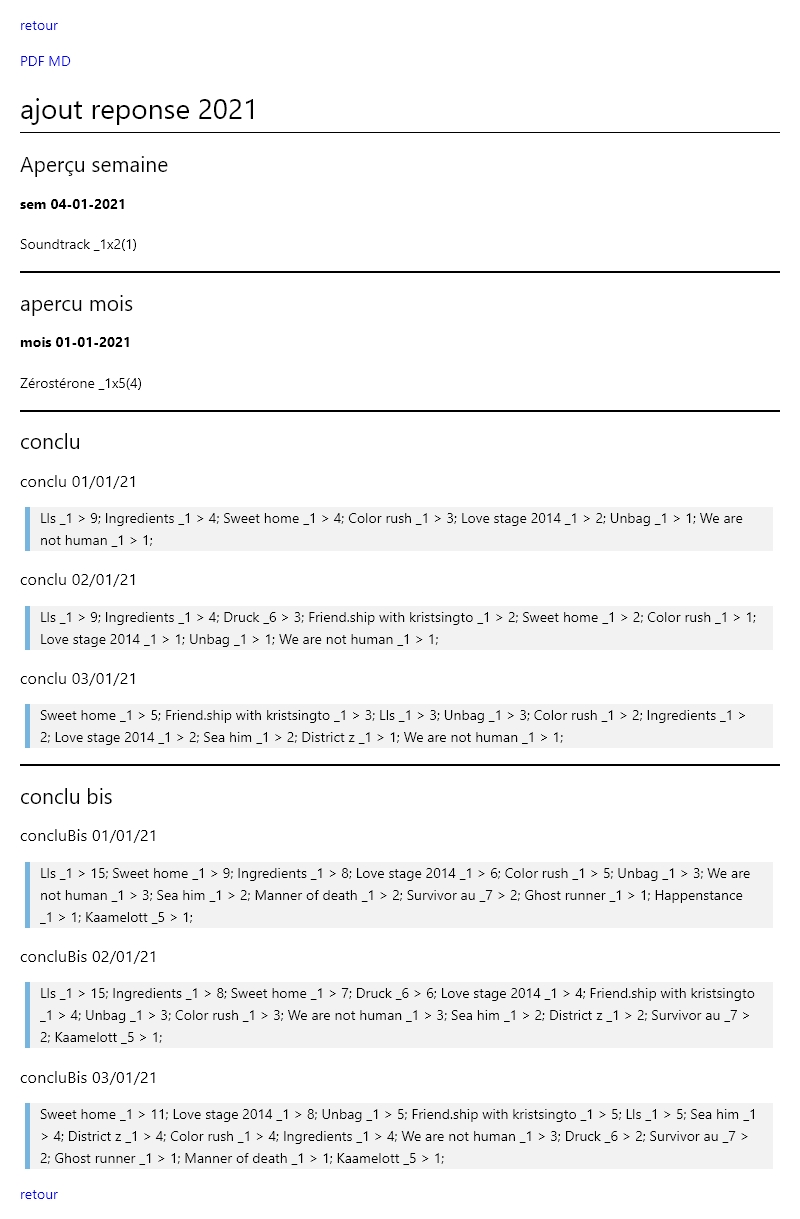 retour
PDF MD
ajout reponse 2021
Aperçu semaine
sem 04-01-2021
Soundtrack _1x2(1)
apercu mois
mois 01-01-2021
Zérostérone _1x5(4)
conclu
conclu 01/01/21
Lls _1 > 9; Ingredients _1 > 4; Sweet home _1 > 4; Color rush _1 > 3; Love stage 2014 _1 > 2; Unbag _1 > 1; We are
not human _1 > 1;
conclu 02/01/21
Lls _1 > 9; Ingredients _1 > 4; Druck _6 > 3; Friend.ship with kristsingto _1 > 2; Sweet home _1 > 2; Color rush _1 > 1;
Love stage 2014 _1 > 1; Unbag _1 > 1; We are not human _1 > 1;
conclu 03/01/21
Sweet home _1 > 5; Friend.ship with kristsingto _1 > 3; Lls _1 > 3; Unbag _1 > 3; Color rush _1 > 2; Ingredients _1 >
2; Love stage 2014 _1 > 2; Sea him _1 > 2; District z _1 > 1; We are not human _1 > 1;
conclu bis
concluBis 01/01/21
Lls _1 > 15; Sweet home _1 > 9; Ingredients _1 > 8; Love stage 2014 _1 > 6; Color rush _1 > 5; Unbag _1 > 3; We are
not human _1 > 3; Sea him _1 > 2; Manner of death _1 > 2; Survivor au _7 > 2; Ghost runner _1 > 1; Happenstance
_1 > 1; Kaamelott _5 > 1;
concluBis 02/01/21
Lls _1 > 15; Ingredients _1 > 8; Sweet home _1 > 7; Druck _6 > 6; Love stage 2014 _1 > 4; Friend.ship with kristsingto
_1 > 4; Unbag _1 > 3; Color rush _1 > 3; We are not human _1 > 3; Sea him _1 > 2; District z _1 > 2; Survivor au _7 >
2; Kaamelott _5 > 1;
concluBis 03/01/21
Sweet home _1 > 11; Love stage 2014 _1 > 8; Unbag _1 > 5; Friend.ship with kristsingto _1 > 5; Lls _1 > 5; Sea him _1
> 4; District z _1 > 4; Color rush _1 > 4; Ingredients _1 > 4; We are not human _1 > 3; Druck _6 > 2; Survivor au _7 >
2; Ghost runner _1 > 1; Manner of death _1 > 1; Kaamelott _5 > 1;
retour